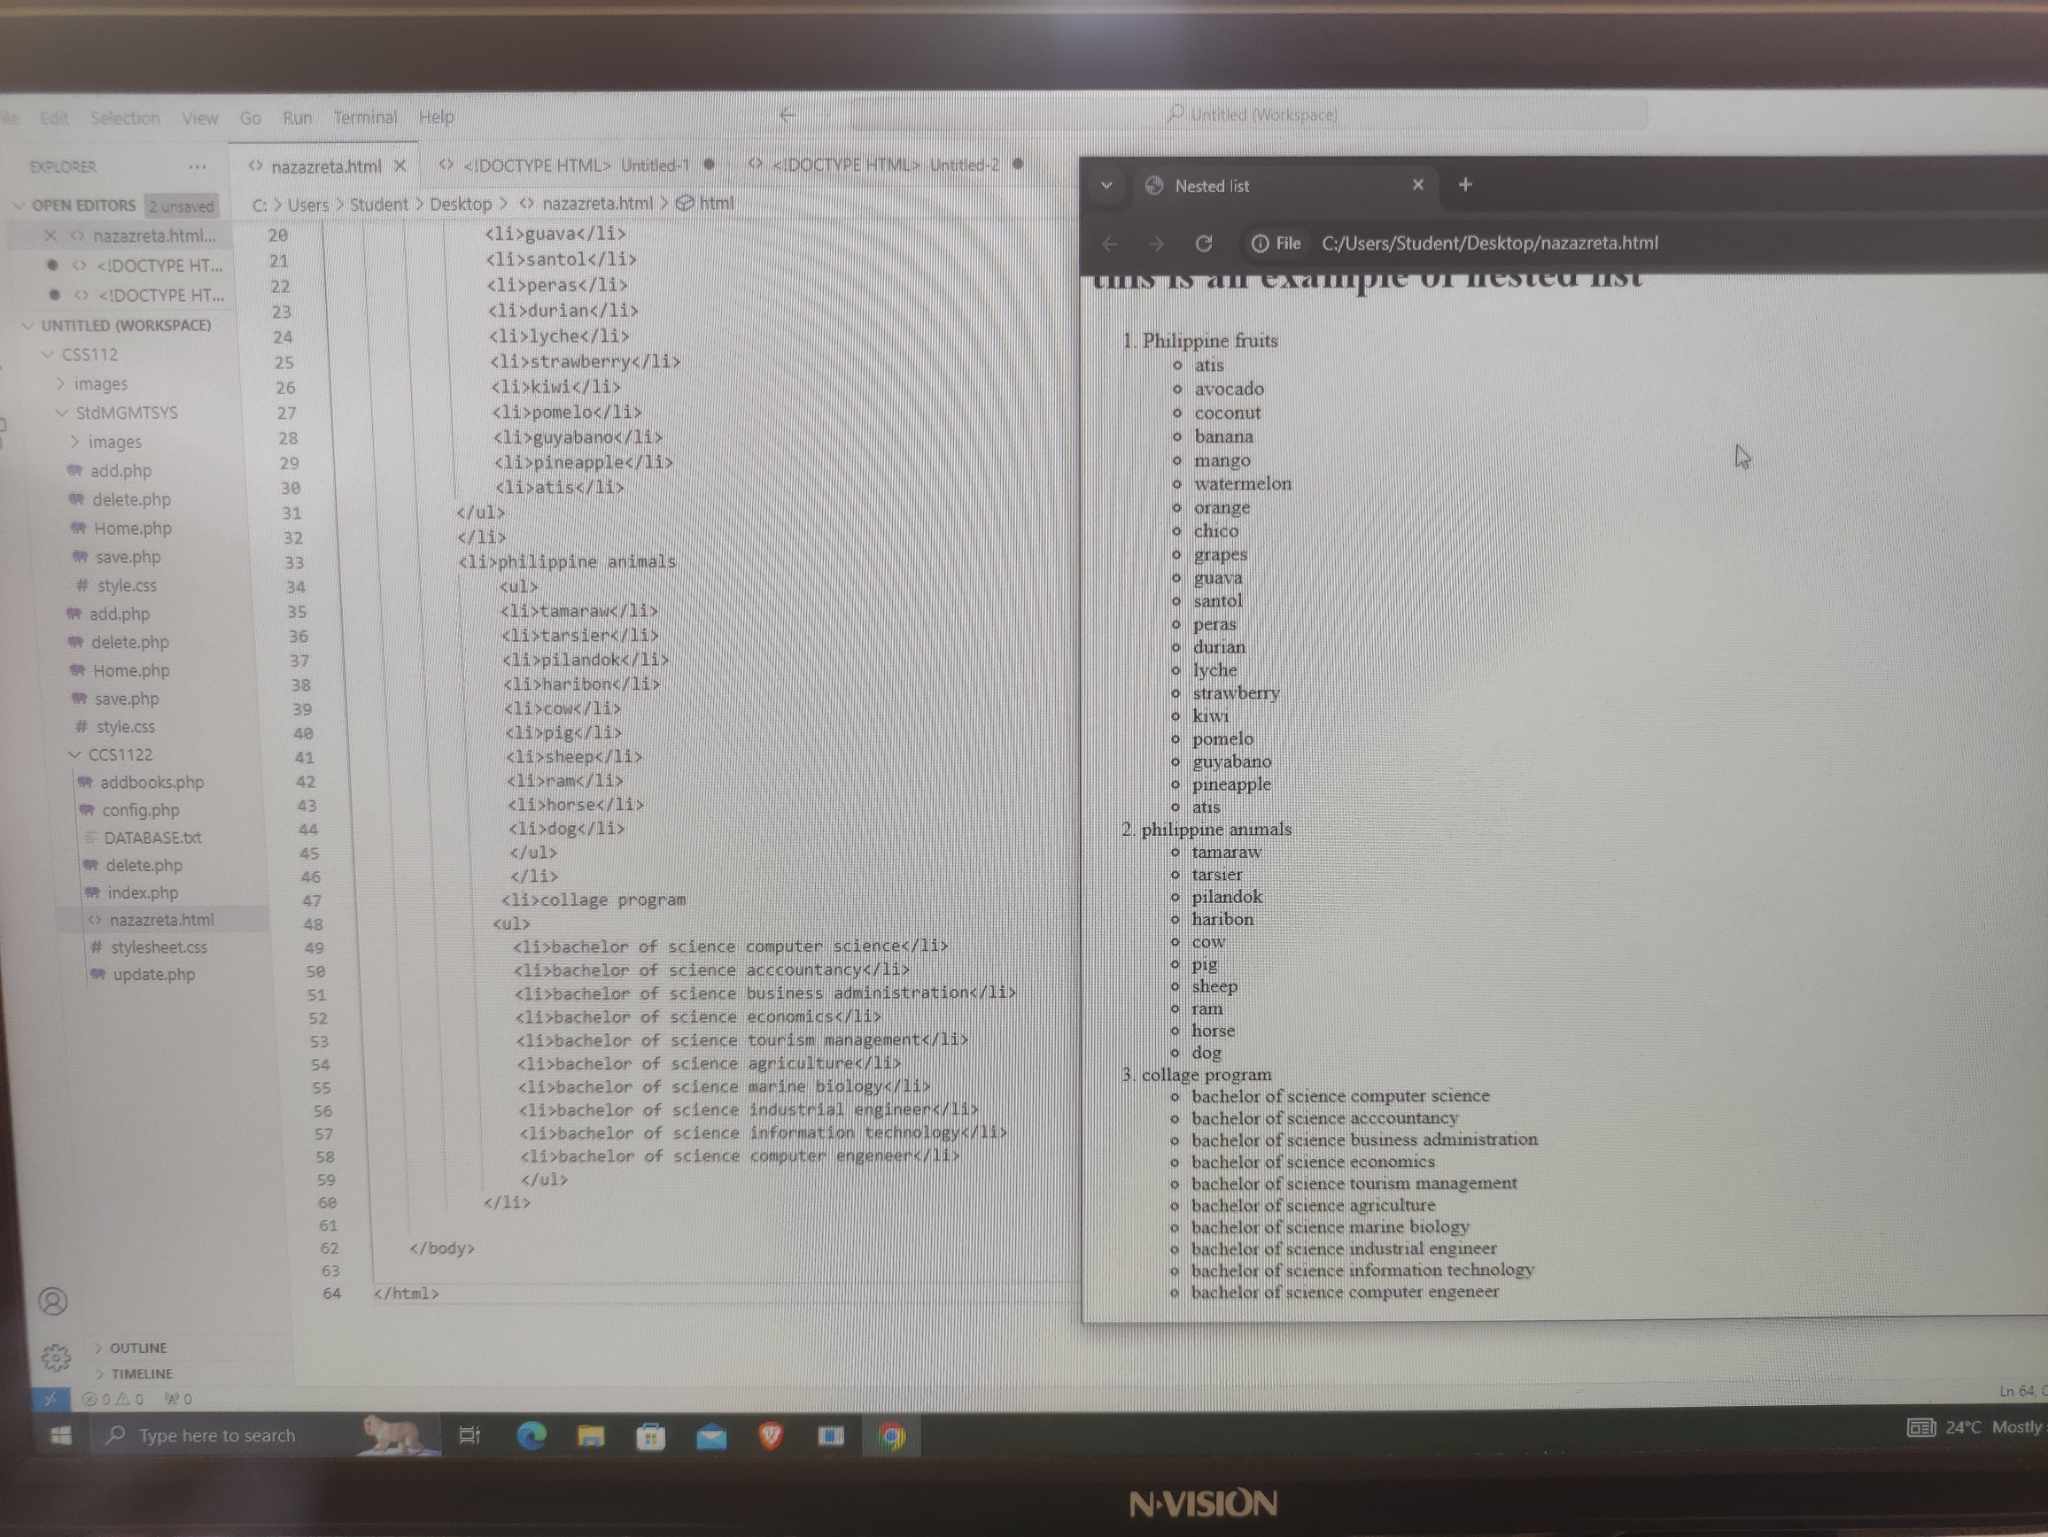 Edit Selection View Go Run Terminal Help
Untitled (Workspace)
EXPLORER
OPEN EDITORS 2 unsaved
nazazreta.html...
<!DOCTYPE HT...
<!DOCTYPE HT...
UNTITLED (WORKSPACE)
CSS112
images
StdMGMTSYS
images
add.php
delete.php
Home.php
save.php
# style.css
add.php
delete.php
Home.php
save.php
# style.css
CCS1122
addbooks.php
config.php
DATABASE.txt
delete.php
index.php
nazazreta.html
# stylesheet.css
update.php
OUTLINE
TIMELINE
0 0 0
nazazreta.html <!DOCTYPE HTML> Untitled-1 <!DOCTYPE HTML> Untitled-2
C: > Users > Student > Desktop > nazazreta.html > html
20 <li>guava</li>
21 <li>santol</li>
22 <li>peras</li>
23 <li>durian</li>
24 <li>lyche</li>
25 <li>strawberry</li>
26 <li>kiwi</li>
27 <li>pomelo</li>
28 <li>guyabano</li>
29 <li>pineapple</li>
30 <li>atis</li>
31 </ul>
32 </li>
33 <li>philippine animals
34 <ul>
35 <li>tamaraw</li>
36 <li>tarsier</li>
37 <li>pilandok</li>
38 <li>haribon</li>
39 <li>cow</li>
40 <li>pig</li>
41 <li>sheep</li>
42 <li>ram</li>
43 <li>horse</li>
44 <li>dog</li>
45 </ul>
46 </li>
47 <li>collage program
48 <ul>
49 <li>bachelor of science computer science</li>
50 <li>bachelor of science acccountancy</li>
51 <li>bachelor of science business administration</li>
52 <li>bachelor of science economics</li>
53 <li>bachelor of science tourism management</li>
54 <li>bachelor of science agriculture</li>
55 <li>bachelor of science marine biology</li>
56 <li>bachelor of science industrial engineer</li>
57 <li>bachelor of science information technology</li>
58 <li>bachelor of science computer engeneer</li>
59 </ul>
60 </li>
61
62 </body>
63
64 </html>
Nested list
File C:/Users/Student/Desktop/nazazreta.html
this is an example of nested list
1. Philippine fruits
atis
avocado
coconut
banana
mango
watermelon
orange
chico
grapes
guava
santol
peras
durian
lyche
strawberry
kiwi
pomelo
guyabano
pineapple
atis
2. philippine animals
tamaraw
tarsier
pilandok
haribon
cow
pig
sheep
ram
horse
dog
3. collage program
bachelor of science computer science
bachelor of science acccountancy
bachelor of science business administration
bachelor of science economics
bachelor of science tourism management
bachelor of science agriculture
bachelor of science marine biology
bachelor of science industrial engineer
bachelor of science information technology
bachelor of science computer engeneer
Ln 64,
Type here to search
24°C Mostly
N-VISION